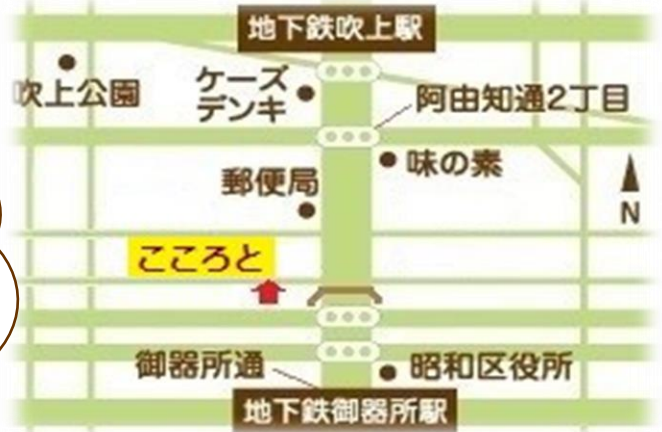 地下鉄吹上駅
吹上公園
ケーズ
デンキ
阿由知通2丁目
味の素
郵便局
N
こころと
御器所通
昭和区役所
地下鉄御器所駅